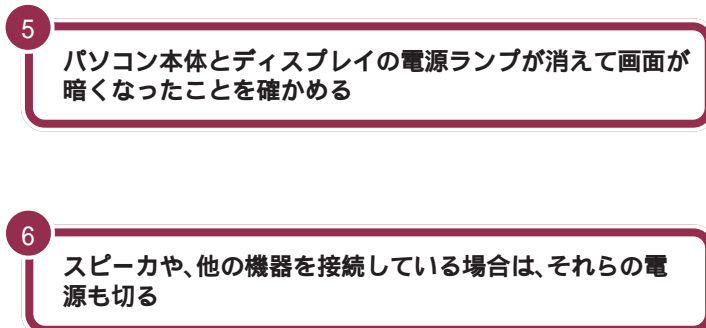 5
パソコン本体とディスプレイの電源ランプが消えて画面が
暗くなったことを確かめる
6
スピーカや、他の機器を接続している場合は、それらの電
源も切る